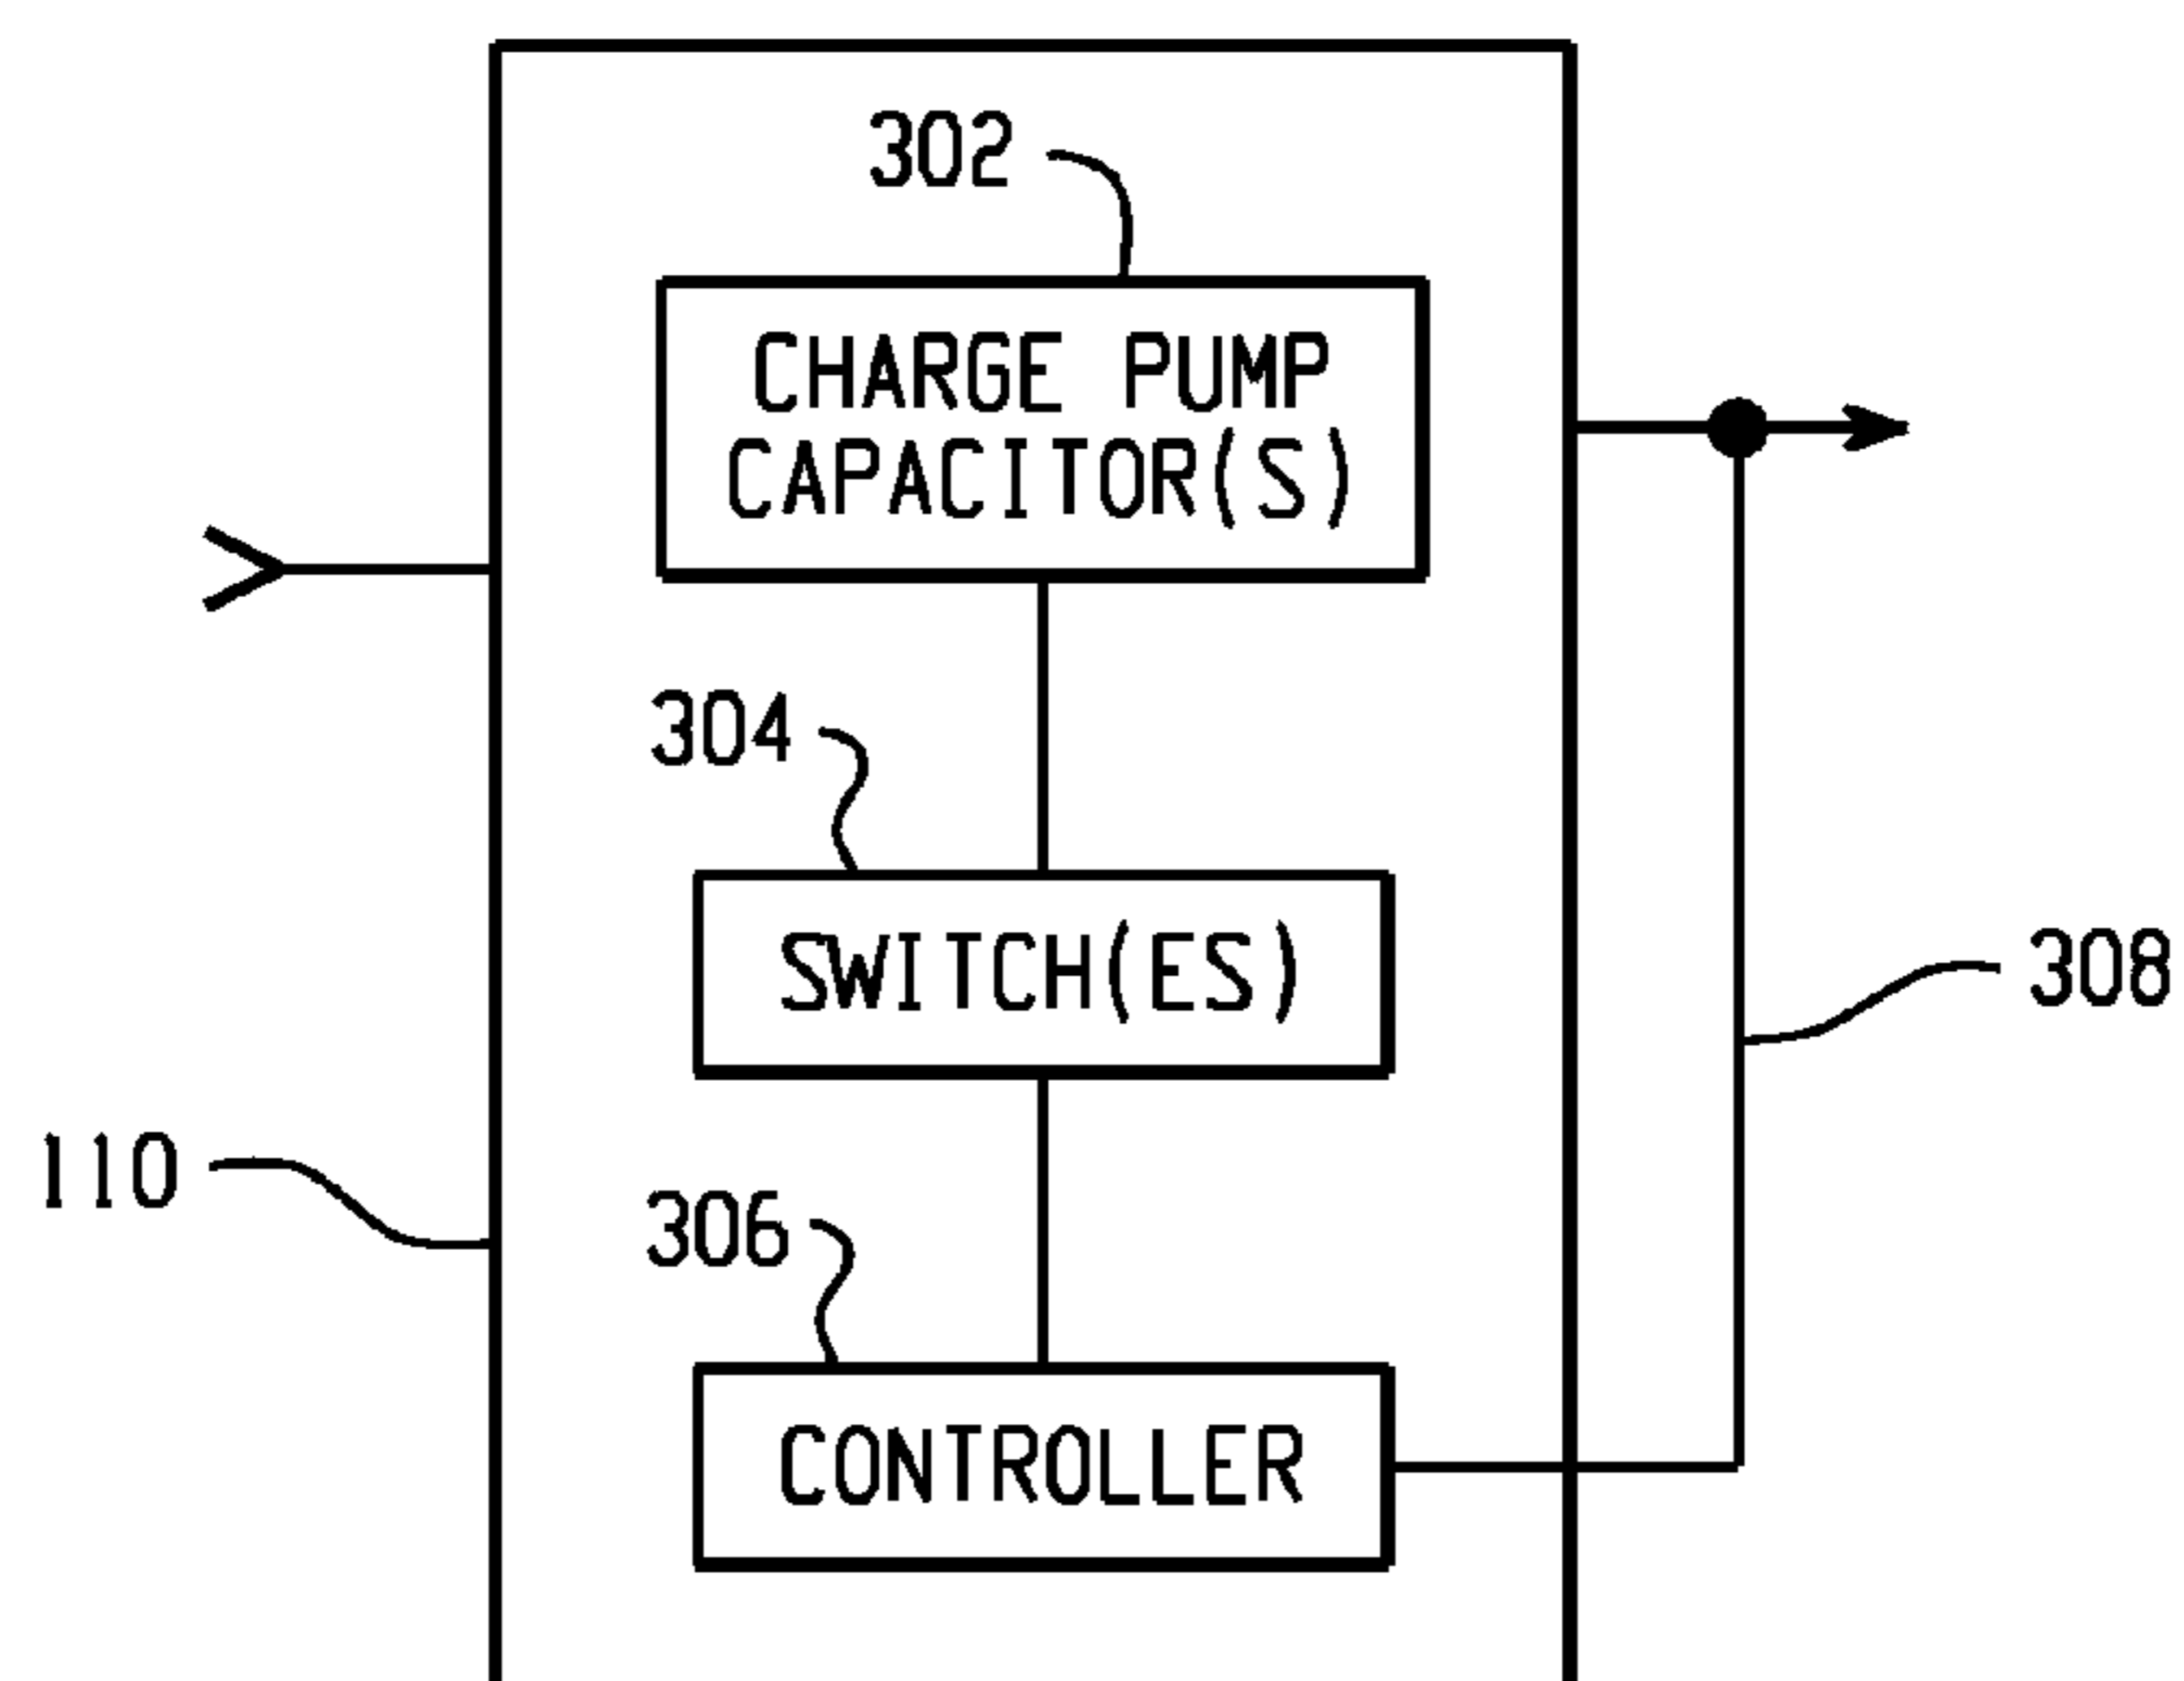 302
CHARGE PUMP
CAPACITOR(S)
304
SWITCH(ES)
308
110
306
CONTROLLER